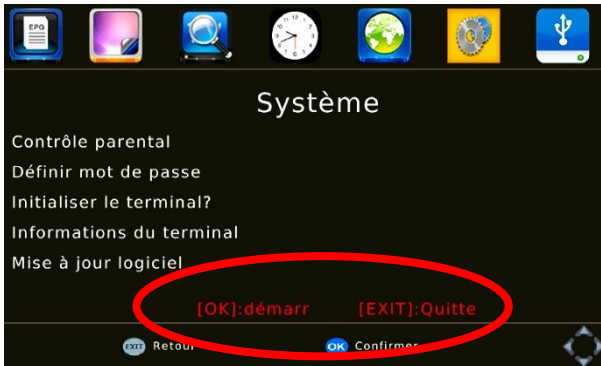 EPG
Système
Contrôle parental
Définir mot de passe
Initialiser le terminal?
Informations du terminal
Mise à jour logiciel
[OK]:démarr [EXIT]:Quitte
EXIT Retour OK Confirmer